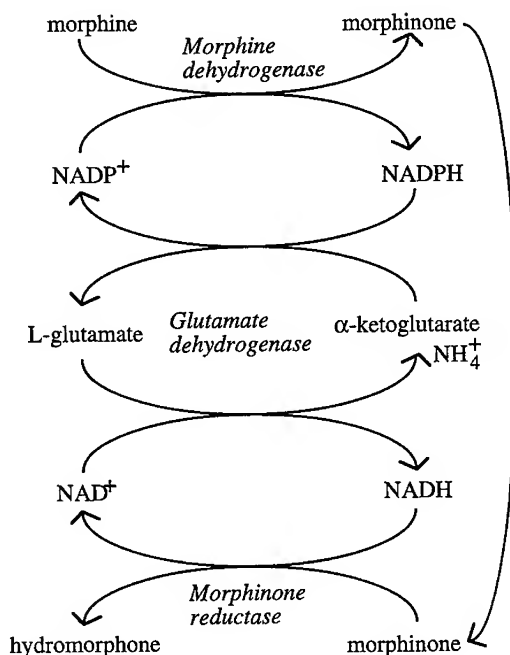 morphine morphinone
Morphine
dehydrogenase
NADP+ NADPH
L-glutamate Glutamate α-ketoglutarate
dehydrogenase NH4+
NAD+ NADH
Morphinone
reductase
hydromorphone morphinone